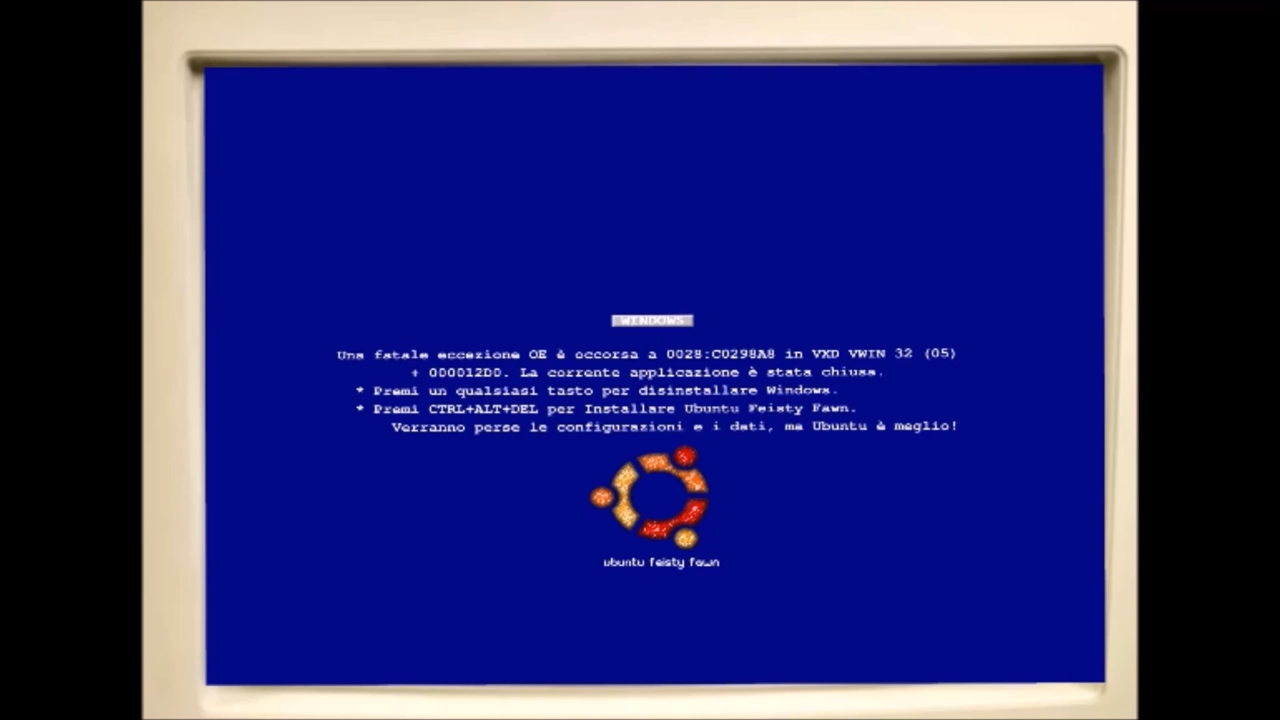 WINDOWS
Una fatale eccezione OE è occorsa a 0028:C0298A8 in VXD VWIN 32 (05)
+ 000012D0. La corrente applicazione è stata chiusa.
* Premi un qualsiasi tasto per disinstallare Windows.
* Premi CTRL+ALT+DEL per Installare Ubuntu Feisty Fawn.
Verranno perse le configurazioni e i dati, ma Ubuntu è meglio!
ubuntu feisty fawn